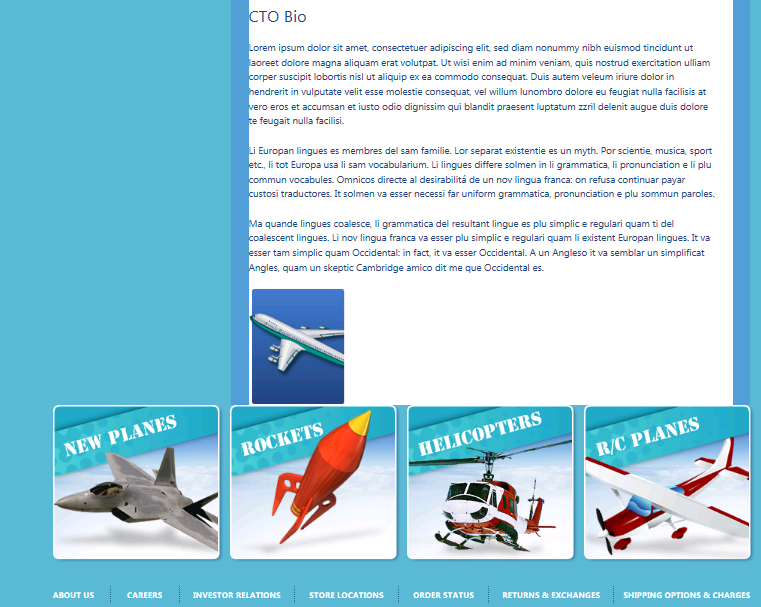 CTO Bio
Lorem ipsum dolor sit amet, consectetuer adipiscing elit, sed diam nonummy nibh euismod tincidunt ut
laoreet dolore magna aliquam erat volutpat. Ut wisi enim ad minim veniam, quis nostrud exercitation ulliam
corper suscipit lobortis nisl ut aliquip ex ea commodo consequat. Duis autem veleum iriure dolor in
hendrerit in vulputate velit esse molestie consequat, vel willum lunombro dolore eu feugiat nulla facilisis at
vero eros et accumsan et iusto odio dignissim qui blandit praesent luptatum zzril delenit augue duis dolore
te feugait nulla facilisi.
Li Europan lingues es membres del sam familie. Lor separat existentie es un myth. Por scientie, musica, sport
etc., li tot Europa usa li sam vocabularium. Li lingues differe solmen in li grammatica, li pronunciation e li plu
commun vocabules. Omnicos directe al desirabilitá de un nov lingua franca: on refusa continuar payar
custosi traductores. It solmen va esser necessi far uniform grammatica, pronunciation e plu sommun paroles.
Ma quande lingues coalesce, li grammatica del resultant lingue es plu simplic e regulari quam ti del
coalescent lingues. Li nov lingua franca va esser plu simplic e regulari quam li existent Europan lingues. It va
esser tam simplic quam Occidental: in fact, it va esser Occidental. A un Angleso it va semblar un simplificat
Angles, quam un skeptic Cambridge amico dit me que Occidental es.
NEW PLANES
ROCKETS
HELICOPTERS
R/C PLANES
ABOUT US
CAREERS
INVESTOR RELATIONS
STORE LOCATIONS
ORDER STATUS
RETURNS & EXCHANGES
SHIPPING OPTIONS & CHARGES